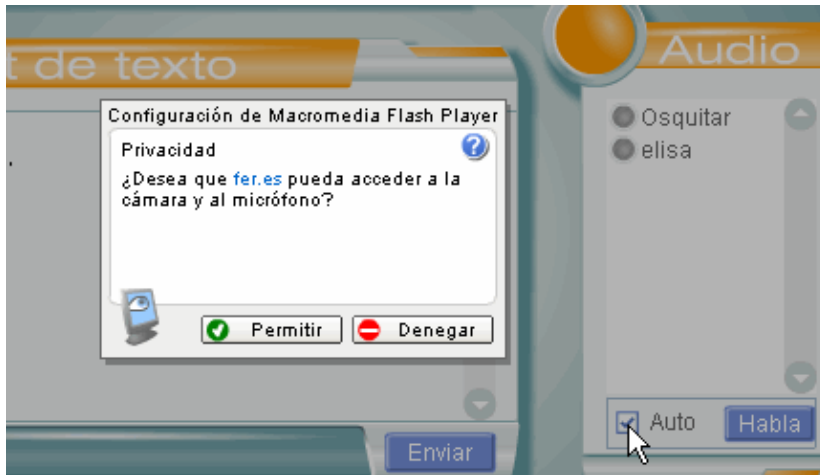 t de texto
Audio
Configuración de Macromedia Flash Player
Privacidad
¿Desea que fer.es pueda acceder a la
cámara y al micrófono?
Permitir
Denegar
Osquitar
elisa
Auto
Habla
Enviar